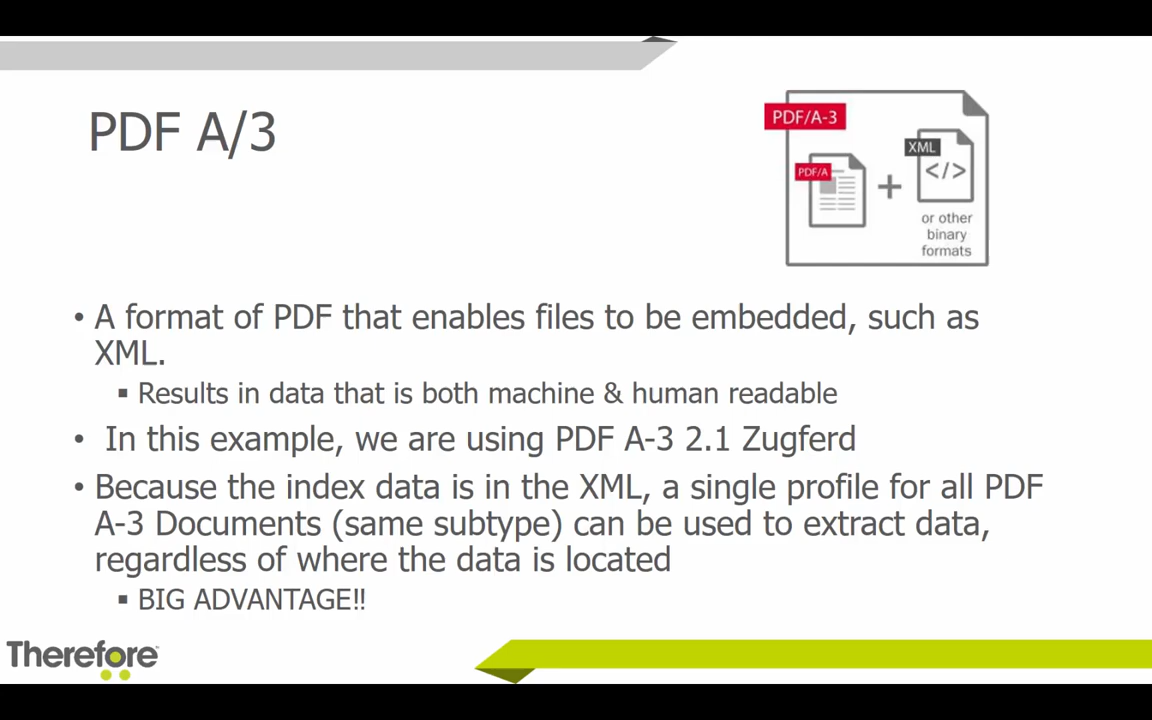 PDF A/3
PDF/A-3
PDF/A
XML
</>
+
or other
binary
formats
• A format of PDF that enables files to be embedded, such as
XML.
▪ Results in data that is both machine & human readable
• In this example, we are using PDF A-3 2.1 Zugferd
• Because the index data is in the XML, a single profile for all PDF
A-3 Documents (same subtype) can be used to extract data,
regardless of where the data is located
▪ BIG ADVANTAGE!!
Therefore™